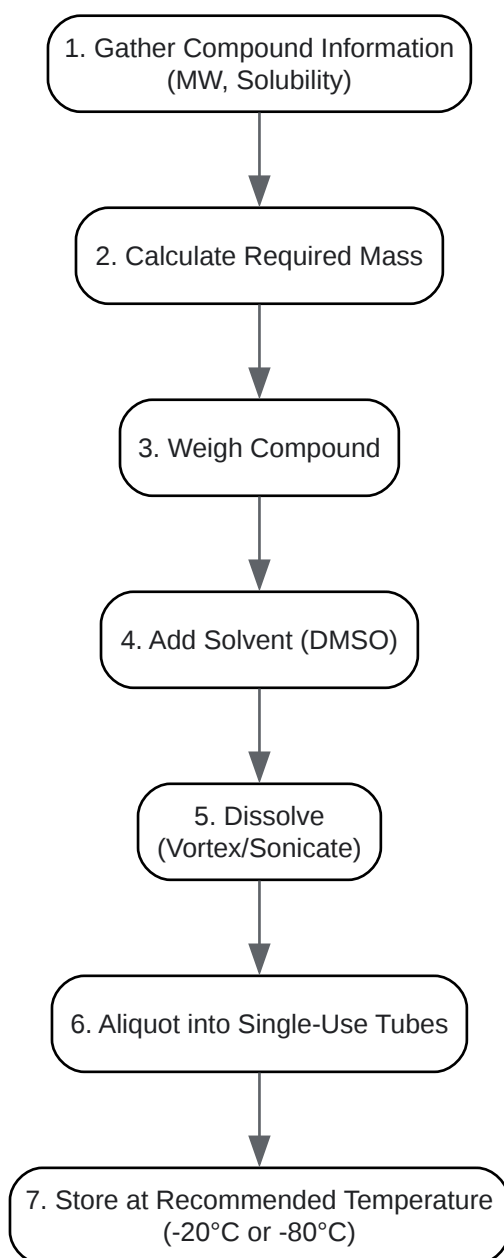 1. Gather Compound Information
(MW, Solubility)
2. Calculate Required Mass
3. Weigh Compound
4. Add Solvent (DMSO)
5. Dissolve
(Vortex/Sonicate)
6. Aliquot into Single-Use Tubes
7. Store at Recommended Temperature
(-20°C or -80°C)